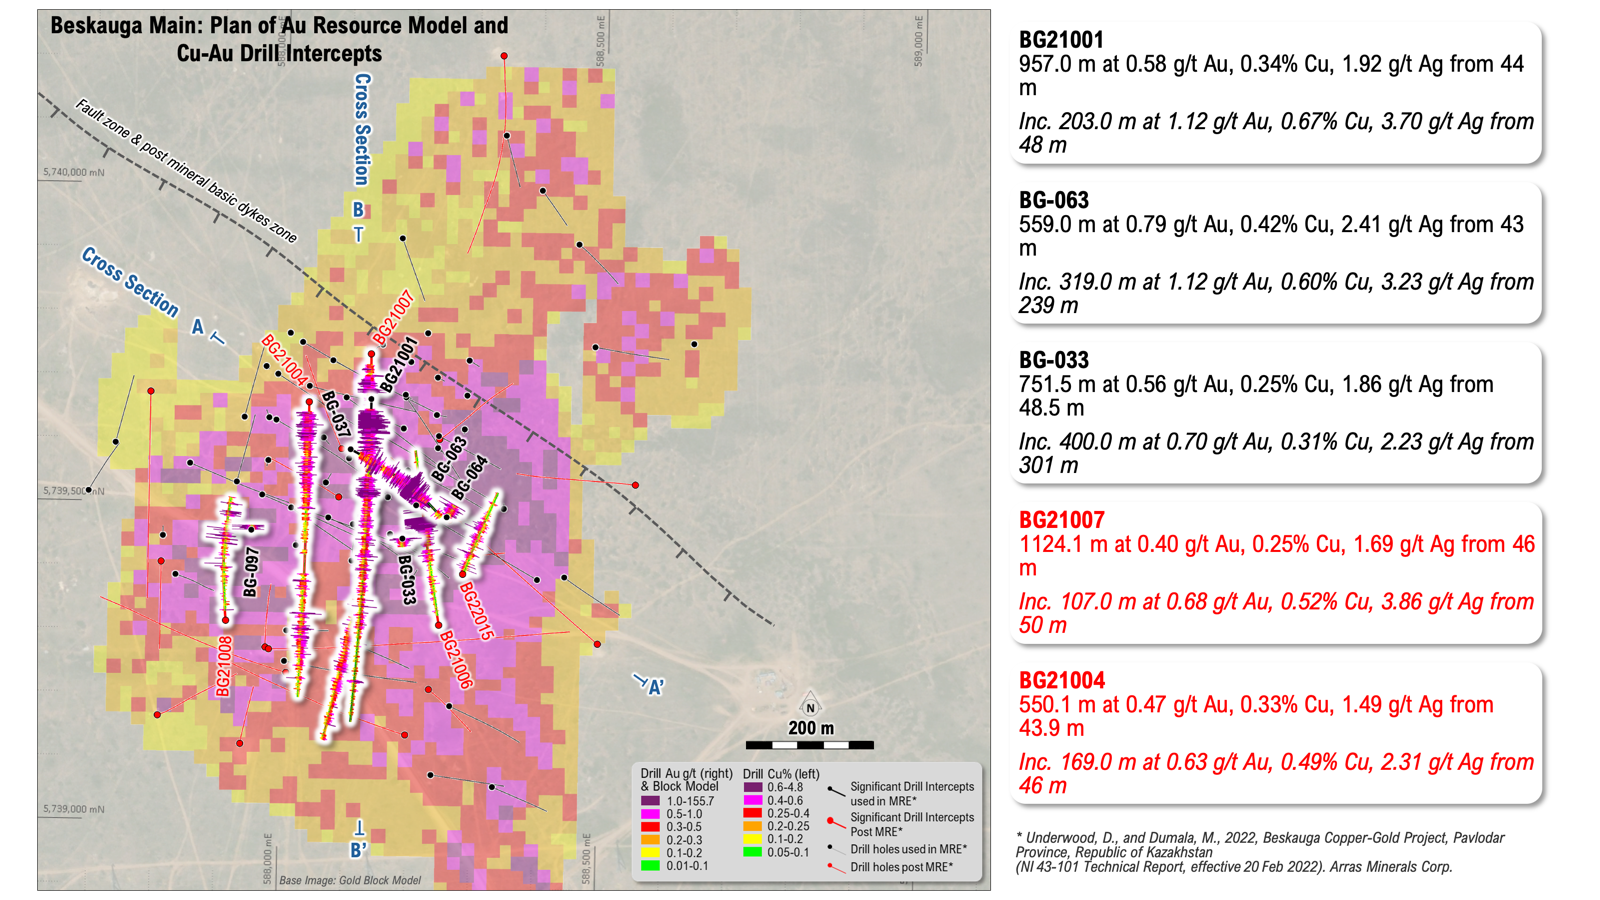 Beskauga Main: Plan of Au Resource Model and
Cu-Au Drill Intercepts
588,000 mE
588,500 mE
589,000 mE
Fault zone & post mineral basic dykes zone
5,740,000 mN
Cross Section
B
Cross Section
A
BG21007
BG21004
BG21001
BG-037
BG-063
BG-064
5,739,500 mN
BG-097
BG-033
BG22015
BG21008
BG21006
A'
N
200 m
5,739,000 mN
B'
588,000 mE
588,500 mE
Base Image: Gold Block Model
Drill Au g/t (right)
& Block Model
1.0-155.7
0.5-1.0
0.3-0.5
0.2-0.3
0.1-0.2
0.01-0.1
Drill Cu% (left)
0.6-4.8
0.4-0.6
0.25-0.4
0.2-0.25
0.1-0.2
0.05-0.1
Significant Drill Intercepts
used in MRE*
Significant Drill Intercepts
Post MRE*
Drill holes used in MRE*
Drill holes post MRE*
BG21001
957.0 m at 0.58 g/t Au, 0.34% Cu, 1.92 g/t Ag from 44
m
Inc. 203.0 m at 1.12 g/t Au, 0.67% Cu, 3.70 g/t Ag from
48 m
BG-063
559.0 m at 0.79 g/t Au, 0.42% Cu, 2.41 g/t Ag from 43
m
Inc. 319.0 m at 1.12 g/t Au, 0.60% Cu, 3.23 g/t Ag from
239 m
BG-033
751.5 m at 0.56 g/t Au, 0.25% Cu, 1.86 g/t Ag from
48.5 m
Inc. 400.0 m at 0.70 g/t Au, 0.31% Cu, 2.23 g/t Ag from
301 m
BG21007
1124.1 m at 0.40 g/t Au, 0.25% Cu, 1.69 g/t Ag from 46
m
Inc. 107.0 m at 0.68 g/t Au, 0.52% Cu, 3.86 g/t Ag from
50 m
BG21004
550.1 m at 0.47 g/t Au, 0.33% Cu, 1.49 g/t Ag from
43.9 m
Inc. 169.0 m at 0.63 g/t Au, 0.49% Cu, 2.31 g/t Ag from
46 m
* Underwood, D., and Dumala, M., 2022, Beskauga Copper-Gold Project, Pavlodar
Province, Republic of Kazakhstan
(NI 43-101 Technical Report, effective 20 Feb 2022). Arras Minerals Corp.